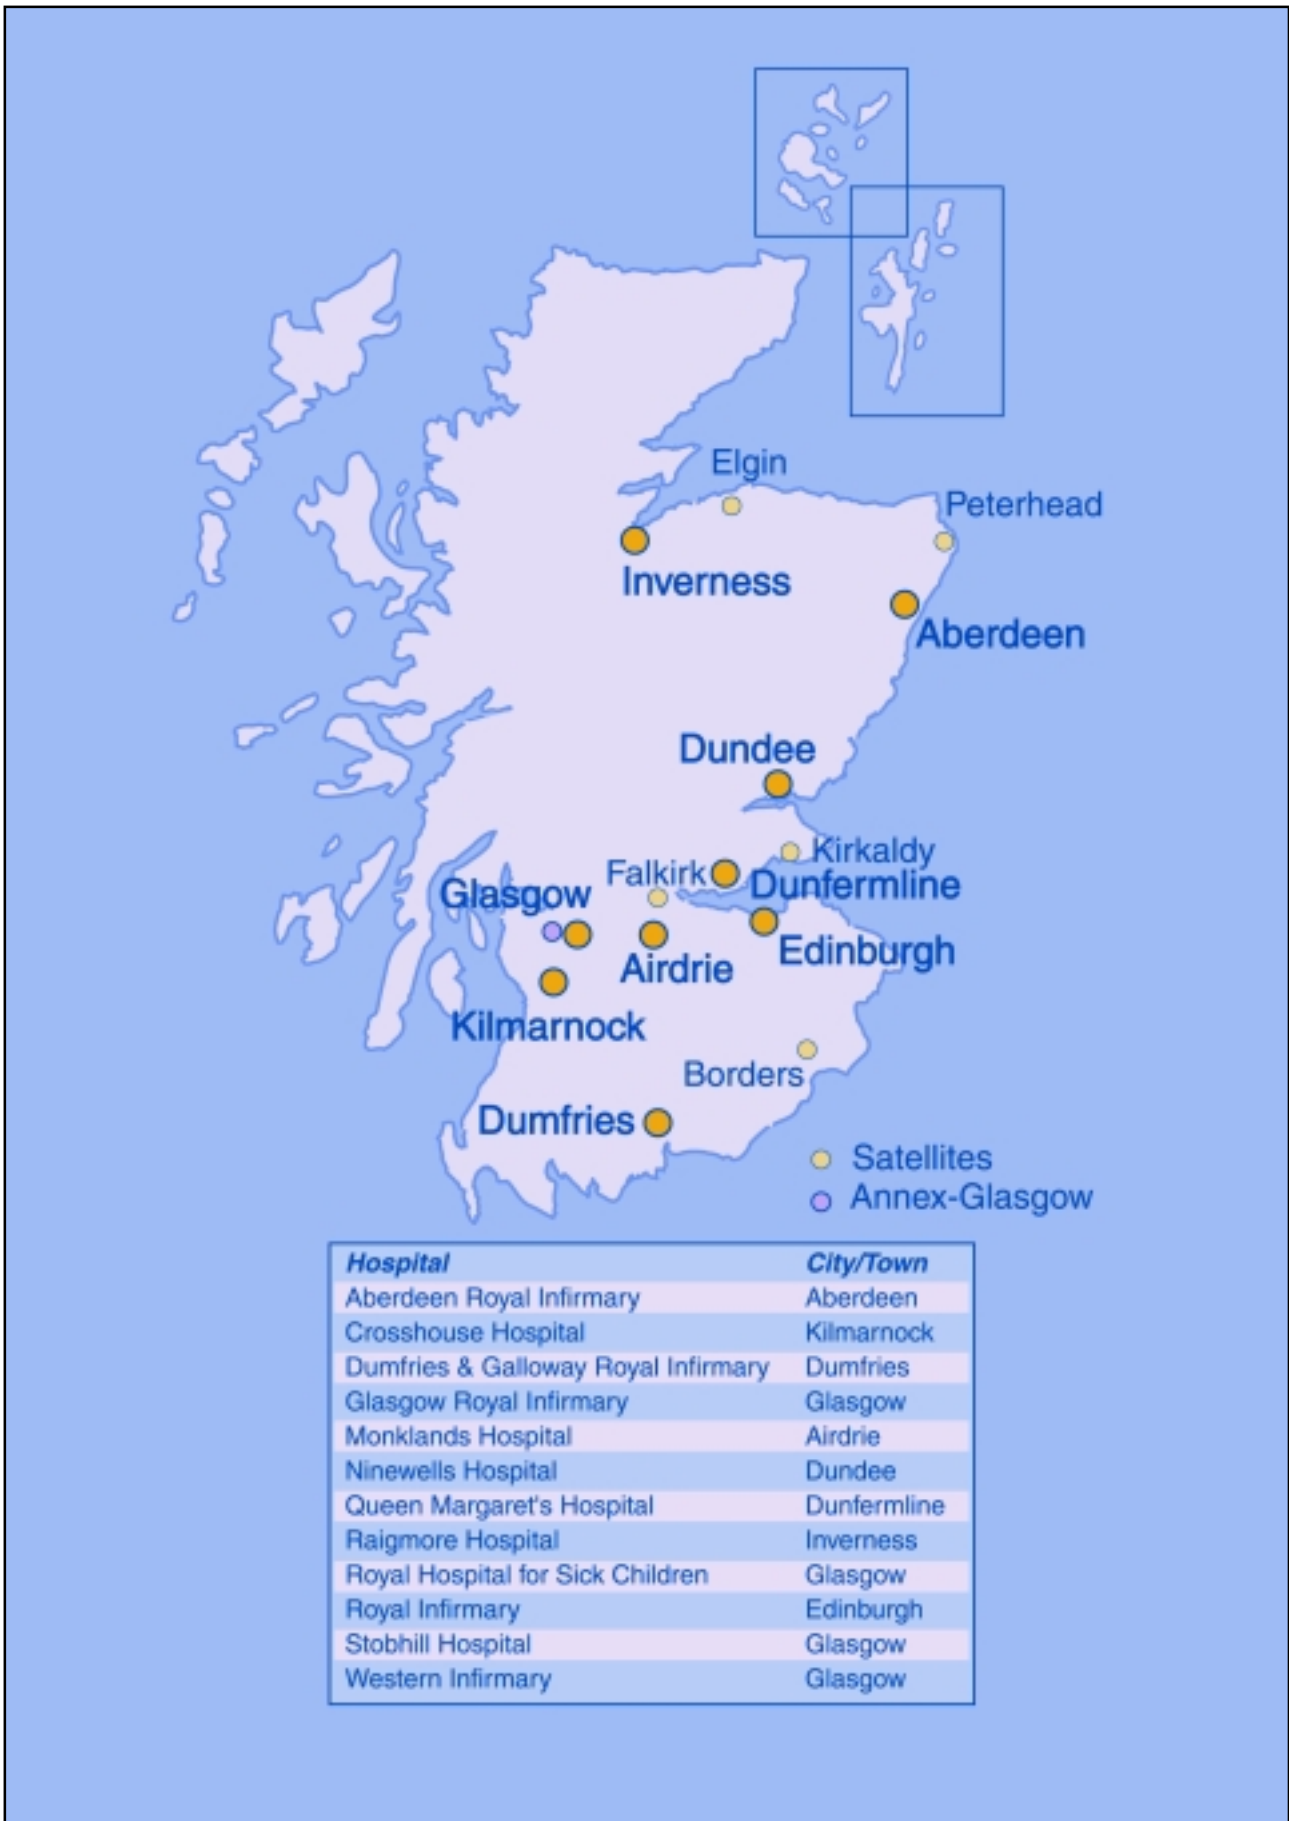 Elgin
Peterhead
Inverness
Aberdeen
Dundee
Kirkaldy
Falkirk
Dunfermline
Glasgow
Edinburgh
Airdrie
Kilmarnock
Borders
Dumfries
Satellites
Annex-Glasgow
Hospital City/Town
Aberdeen Royal Infirmary Aberdeen
Crosshouse Hospital Kilmarnock
Dumfries & Galloway Royal Infirmary Dumfries
Glasgow Royal Infirmary Glasgow
Monklands Hospital Airdrie
Ninewells Hospital Dundee
Queen Margaret's Hospital Dunfermline
Raigmore Hospital Inverness
Royal Hospital for Sick Children Glasgow
Royal Infirmary Edinburgh
Stobhill Hospital Glasgow
Western Infirmary Glasgow